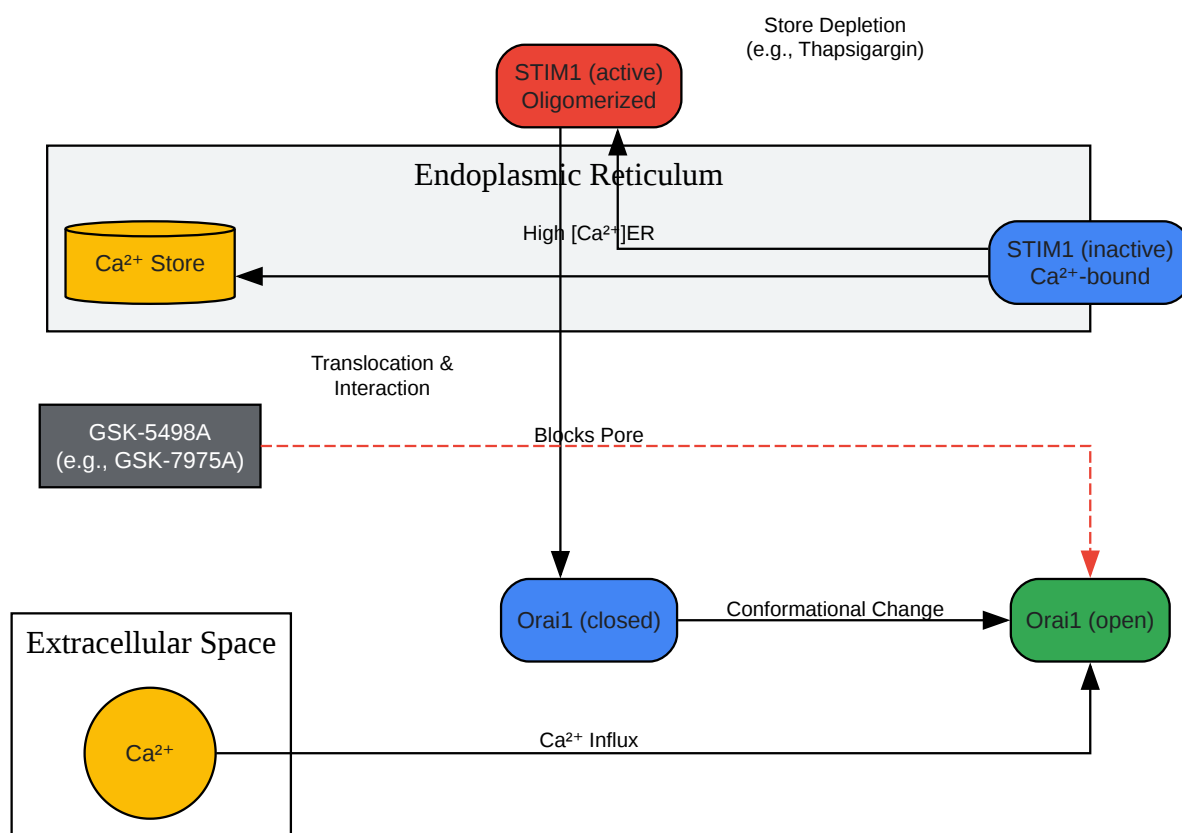 Store Depletion
(e.g., Thapsigargin)
STIM1 (active)
Oligomerized
Endoplasmic Reticulum
High [Ca²⁺]ER
Ca²⁺ Store
STIM1 (inactive)
Ca²⁺-bound
Translocation &
Interaction
GSK-5498A
(e.g., GSK-7975A)
Blocks Pore
Orai1 (closed)
Conformational Change
Orai1 (open)
Extracellular Space
Ca²⁺
Ca²⁺ Influx